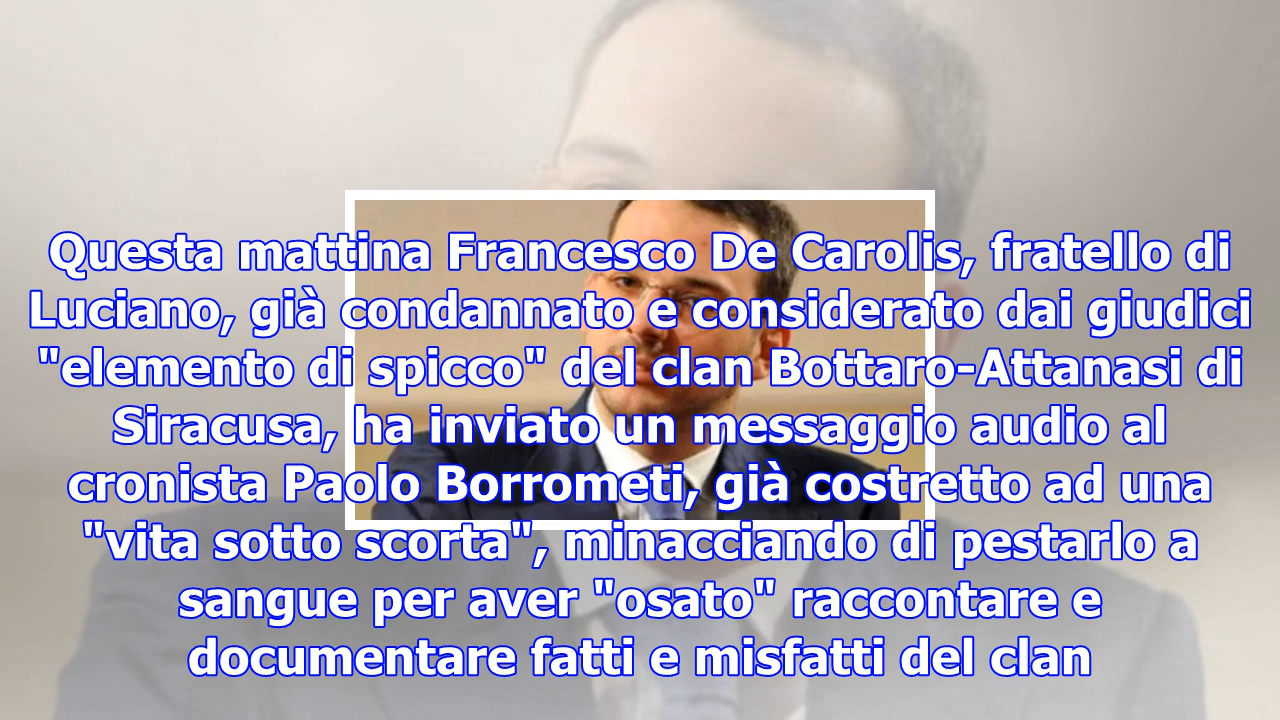 Questa mattina Francesco De Carolis, fratello di
Luciano, già condannato e considerato dai giudici
"elemento di spicco" del clan Bottaro-Attanasi di
Siracusa, ha inviato un messaggio audio al
cronista Paolo Borrometi, già costretto ad una
"vita sotto scorta", minacciando di pestarlo a
sangue per aver "osato" raccontare e
documentare fatti e misfatti del clan